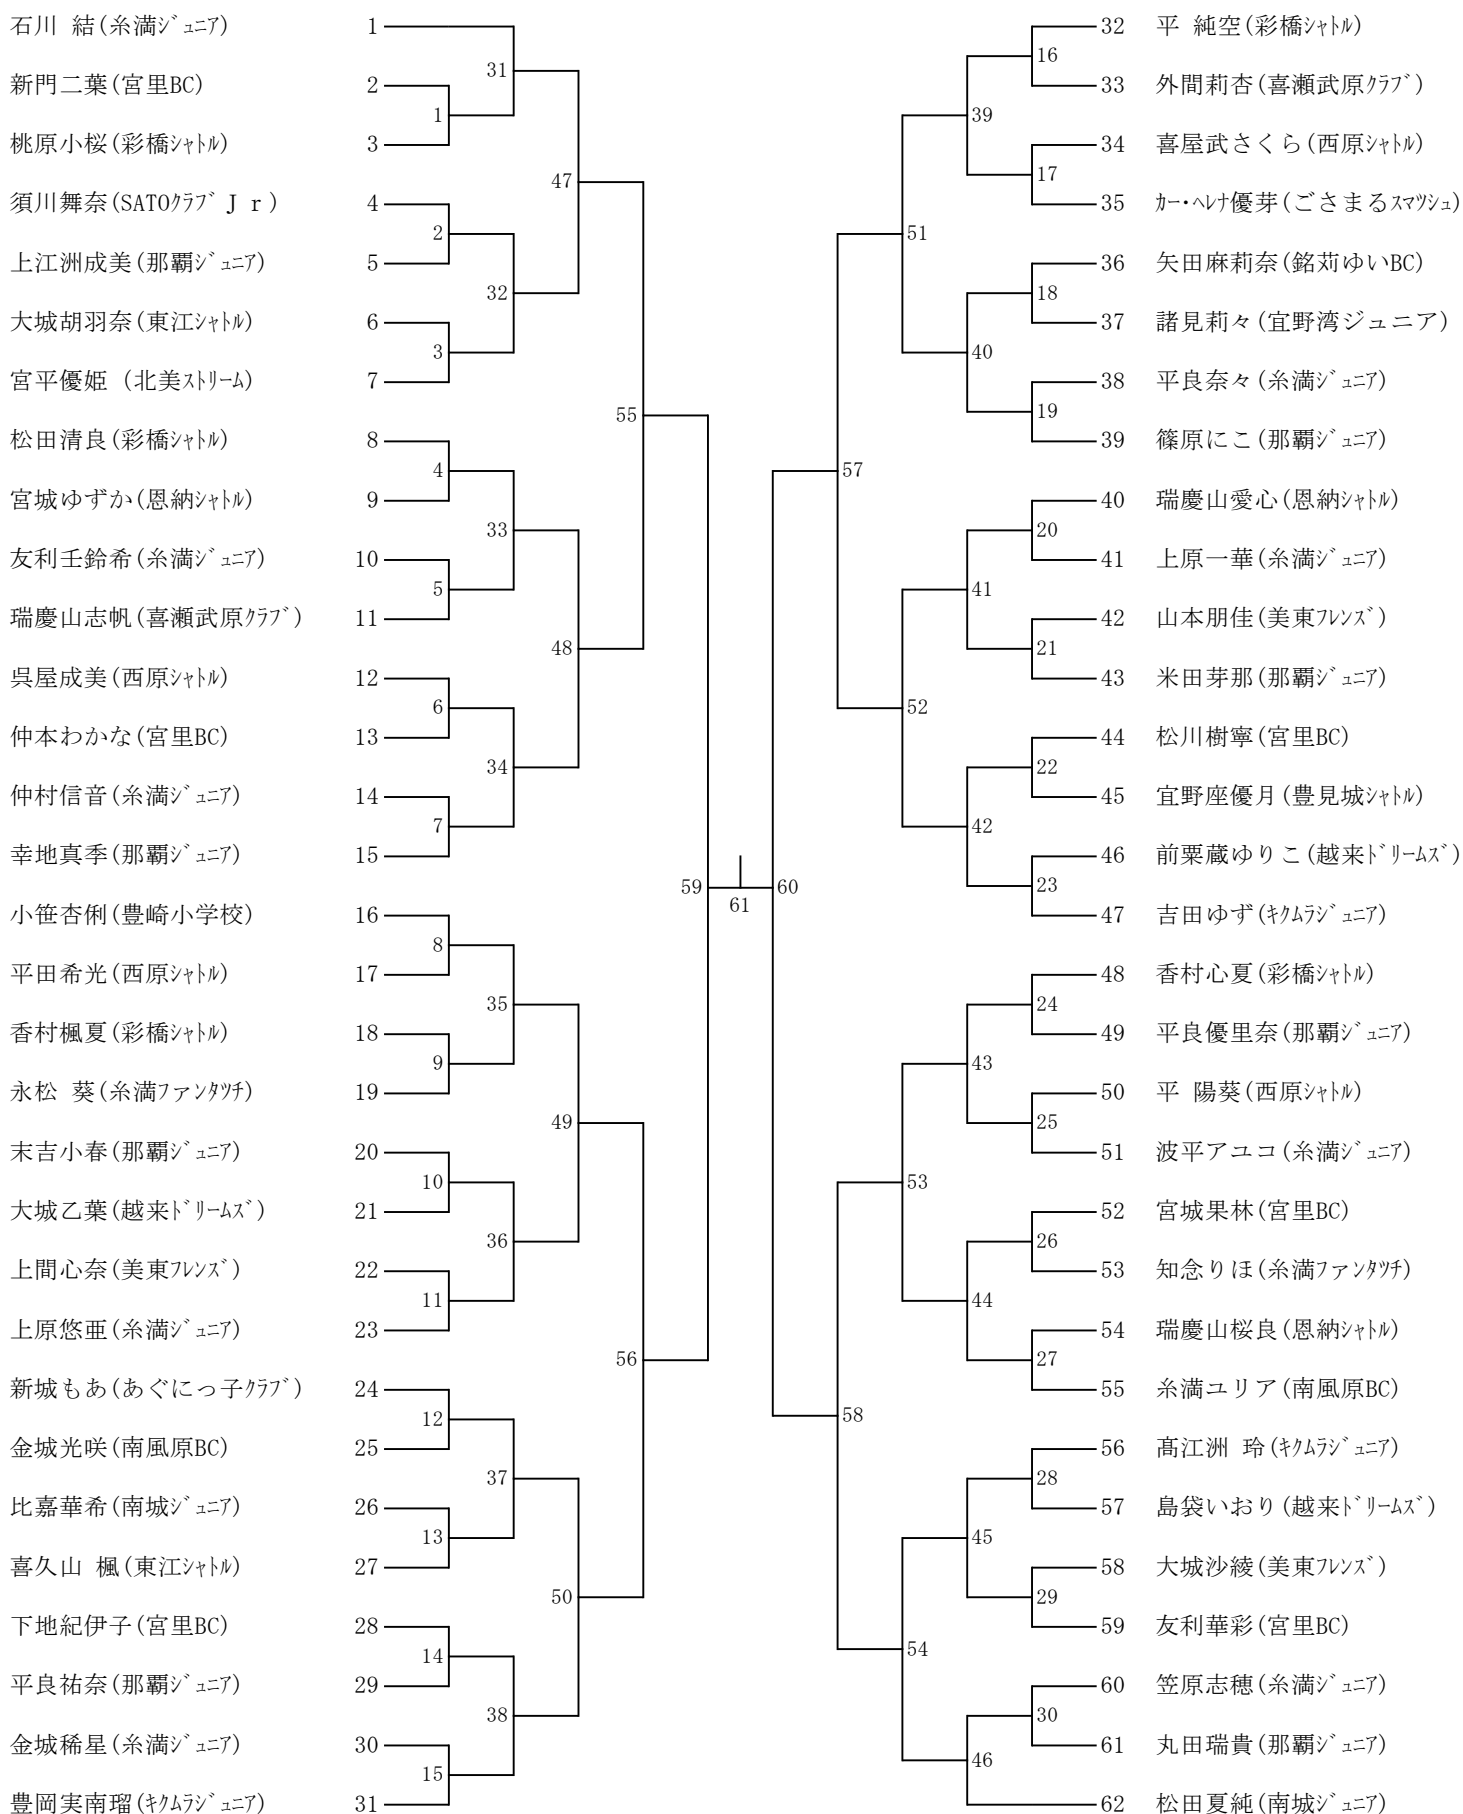 石川 結(糸満ｼﾞｭﾆｱ) 1
新門二葉(宮里BC) 2
桃原小桜(彩橋ｼｬﾄﾙ) 3
須川舞奈(SATOｸﾗﾌﾞＪｒ) 4
上江洲成美(那覇ｼﾞｭﾆｱ) 5
大城胡羽奈(東江ｼｬﾄﾙ) 6
宮平優姫 (北美ｽﾄﾘｰﾑ) 7
松田清良(彩橋ｼｬﾄﾙ) 8
宮城ゆずか(恩納ｼｬﾄﾙ) 9
友利壬鈴希(糸満ｼﾞｭﾆｱ) 10
瑞慶山志帆(喜瀬武原ｸﾗﾌﾞ) 11
呉屋成美(西原ｼｬﾄﾙ) 12
仲本わかな(宮里BC) 13
仲村信音(糸満ｼﾞｭﾆｱ) 14
幸地真季(那覇ｼﾞｭﾆｱ) 15
小笹杏俐(豊崎小学校) 16
平田希光(西原ｼｬﾄﾙ) 17
香村楓夏(彩橋ｼｬﾄﾙ) 18
永松 葵(糸満ファンタッチ) 19
末吉小春(那覇ｼﾞｭﾆｱ) 20
大城乙葉(越来ﾄﾞﾘｰﾑｽﾞ) 21
上間心奈(美東ﾌﾚﾝｽﾞ) 22
上原悠亜(糸満ｼﾞｭﾆｱ) 23
新城もあ(あぐにっ子ｸﾗﾌﾞ) 24
金城光咲(南風原BC) 25
比嘉華希(南城ｼﾞｭﾆｱ) 26
喜久山 楓(東江ｼｬﾄﾙ) 27
下地紀伊子(宮里BC) 28
平良祐奈(那覇ｼﾞｭﾆｱ) 29
金城稀星(糸満ｼﾞｭﾆｱ) 30
豊岡実南瑠(ｷｸﾑﾗｼﾞｭﾆｱ) 31
1
2
3
4
5
6
7
8
9
10
11
12
13
14
15
31
32
33
34
35
36
37
38
47
48
49
50
55
56
59
61
60
57
58
51
52
53
54
39
40
41
42
43
44
45
46
16
17
18
19
20
21
22
23
24
25
26
27
28
29
30
32 平 純空(彩橋ｼｬﾄﾙ)
33 外間莉杏(喜瀬武原ｸﾗﾌﾞ)
34 喜屋武さくら(西原ｼｬﾄﾙ)
35 ｶｰ・ﾍﾚﾅ優芽(ごさまるｽﾏｯｼｭ)
36 矢田麻莉奈(銘苅ゆいBC)
37 諸見莉々(宜野湾ジュニア)
38 平良奈々(糸満ｼﾞｭﾆｱ)
39 篠原にこ(那覇ｼﾞｭﾆｱ)
40 瑞慶山愛心(恩納ｼｬﾄﾙ)
41 上原一華(糸満ｼﾞｭﾆｱ)
42 山本朋佳(美東ﾌﾚﾝｽﾞ)
43 米田芽那(那覇ｼﾞｭﾆｱ)
44 松川樹寧(宮里BC)
45 宜野座優月(豊見城ｼｬﾄﾙ)
46 前粟蔵ゆりこ(越来ﾄﾞﾘｰﾑｽﾞ)
47 吉田ゆず(ｷｸﾑﾗｼﾞｭﾆｱ)
48 香村心夏(彩橋ｼｬﾄﾙ)
49 平良優里奈(那覇ｼﾞｭﾆｱ)
50 平 陽葵(西原ｼｬﾄﾙ)
51 波平アユコ(糸満ｼﾞｭﾆｱ)
52 宮城果林(宮里BC)
53 知念りほ(糸満ファンタッチ)
54 瑞慶山桜良(恩納ｼｬﾄﾙ)
55 糸満ユリア(南風原BC)
56 髙江洲 玲(ｷｸﾑﾗｼﾞｭﾆｱ)
57 島袋いおり(越来ﾄﾞﾘｰﾑｽﾞ)
58 大城沙綾(美東ﾌﾚﾝｽﾞ)
59 友利華彩(宮里BC)
60 笠原志穂(糸満ｼﾞｭﾆｱ)
61 丸田瑞貴(那覇ｼﾞｭﾆｱ)
62 松田夏純(南城ｼﾞｭﾆｱ)